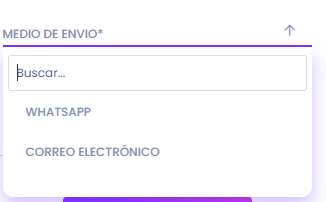 MEDIO DE ENVIO*
Buscar...
WHATSAPP
CORREO ELECTRÓNICO